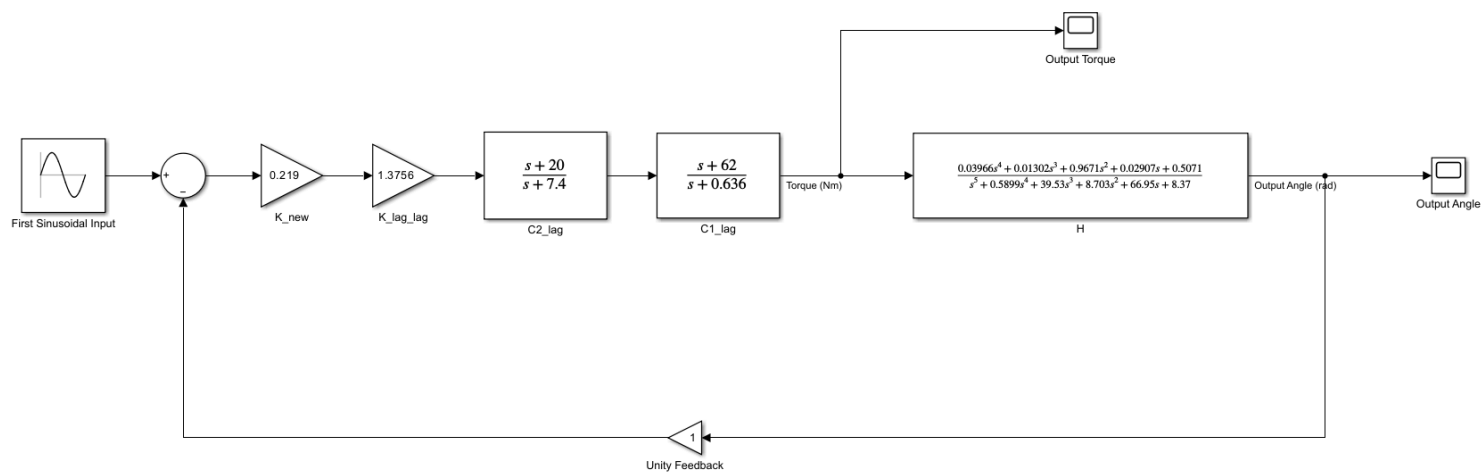 Output Torque
+
−
0.219
1.3756
s + 20
s + 7.4
s + 62
s + 0.636
Torque (Nm)
0.03966s⁴ + 0.01302s³ + 0.9671s² + 0.02907s + 0.5071
s⁵ + 0.5899s⁴ + 39.53s³ + 8.703s² + 66.95s + 8.37
Output Angle (rad)
Output Angle
First Sinusoidal Input
K_new
K_lag_lag
C2_lag
C1_lag
H
1
Unity Feedback